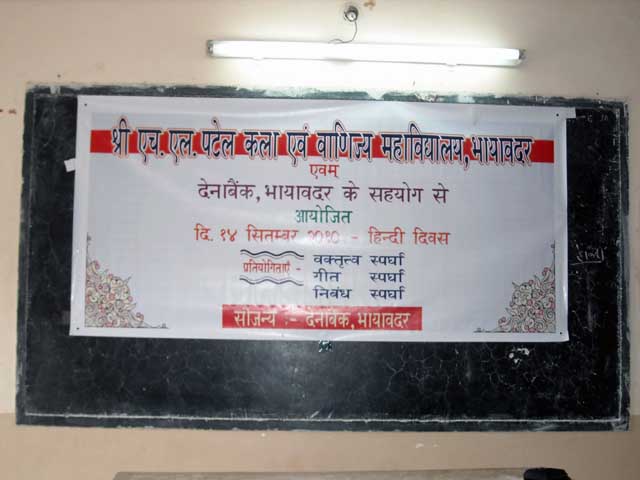 श्री एच. एल. पटेल कला एवं वाणिज्य महाविद्यालय, भायावदर
एवम
देनाबैंक, भायावदर के सहयोग से
आयोजित
दि. १४ सितम्बर २०१० - हिन्दी दिवस
प्रतियोगिताएँ - वक्तृत्व स्पर्घा
गीत स्पर्घा
निबंध स्पर्घा
सौजन्य :- देनाबैंक, भायावदर